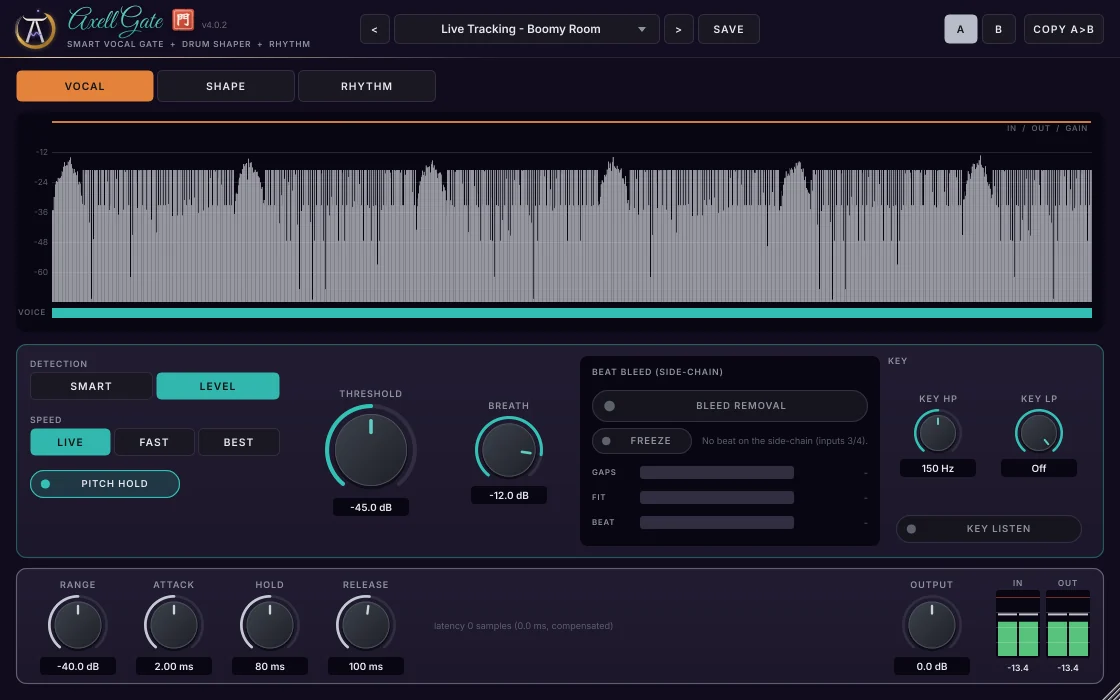 AxellGate 門 v4.0.2
SMART VOCAL GATE + DRUM SHAPER + RHYTHM
< Live Tracking - Boomy Room > SAVE
A B COPY A>B
VOCAL SHAPE RHYTHM
IN / OUT / GAIN
-12
-24
-36
-48
-60
VOICE
DETECTION
SMART LEVEL
SPEED
LIVE FAST BEST
PITCH HOLD
THRESHOLD
-45.0 dB
BREATH
-12.0 dB
BEAT BLEED (SIDE-CHAIN)
BLEED REMOVAL
FREEZE No beat on the side-chain (inputs 3/4).
GAPS -
FIT -
BEAT -
KEY
KEY HP KEY LP
150 Hz Off
KEY LISTEN
RANGE ATTACK HOLD RELEASE
-40.0 dB 2.00 ms 80 ms 100 ms
latency 0 samples (0.0 ms, compensated)
OUTPUT
0.0 dB
IN OUT
-13.4 -13.4